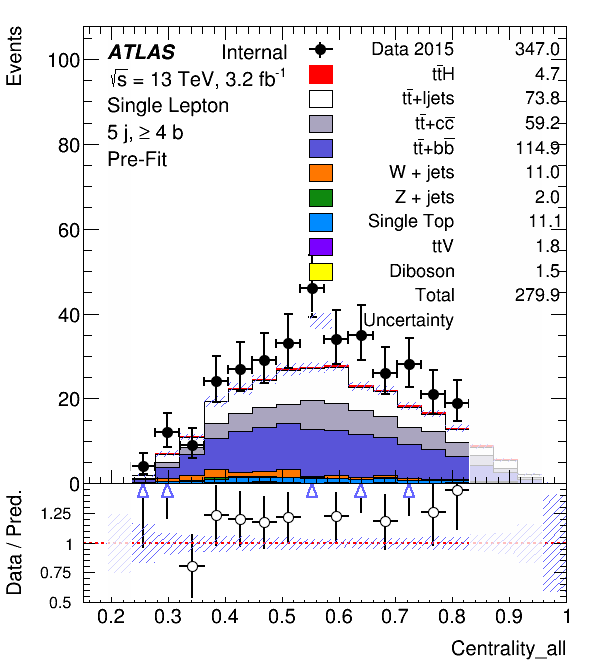 Events
ATLAS Internal
√s = 13 TeV, 3.2 fb⁻¹
Single Lepton
5 j, ≥ 4 b
Pre-Fit
Data 2015 347.0
tt̄H 4.7
tt̄+ljets 73.8
tt̄+cc̄ 59.2
tt̄+bb̄ 114.9
W + jets 11.0
Z + jets 2.0
Single Top 11.1
ttV 1.8
Diboson 1.5
Total 279.9
Uncertainty
100
80
60
40
20
0
Data / Pred.
1.25
1
0.75
0.5
0.2 0.3 0.4 0.5 0.6 0.7 0.8 0.9 1
Centrality_all